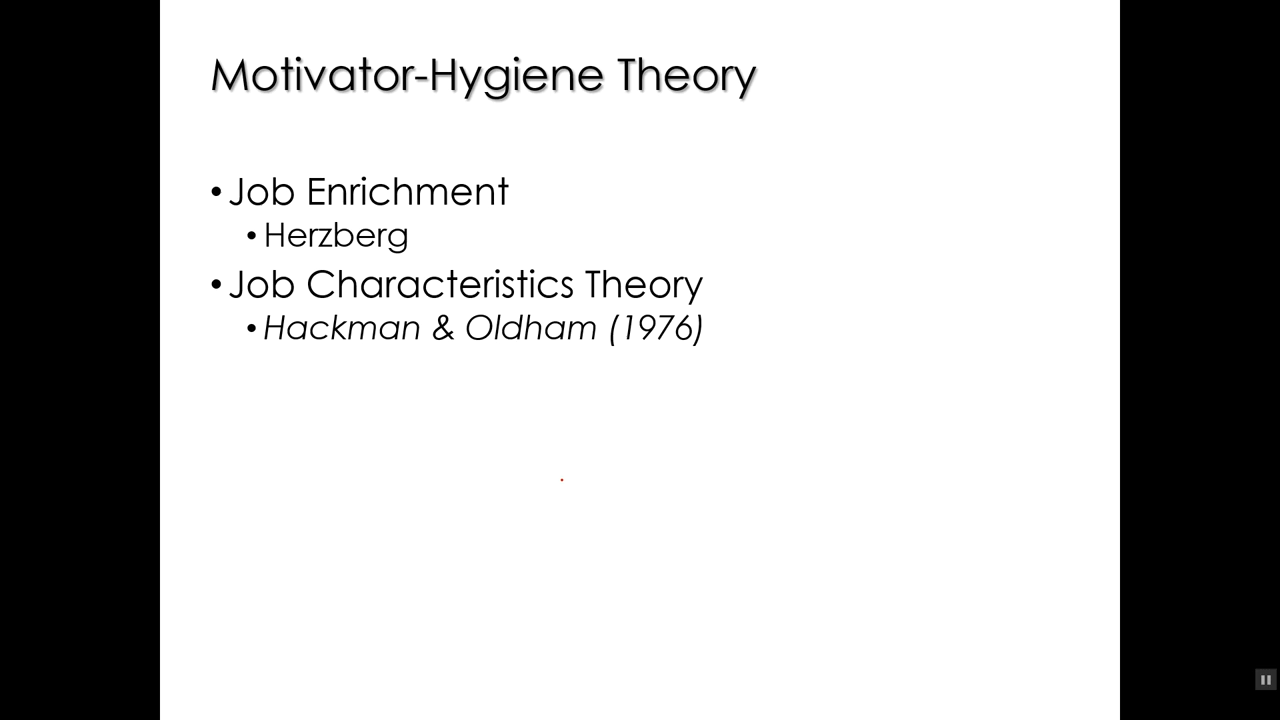 Motivator-Hygiene Theory
• Job Enrichment
• Herzberg
• Job Characteristics Theory
• Hackman & Oldham (1976)